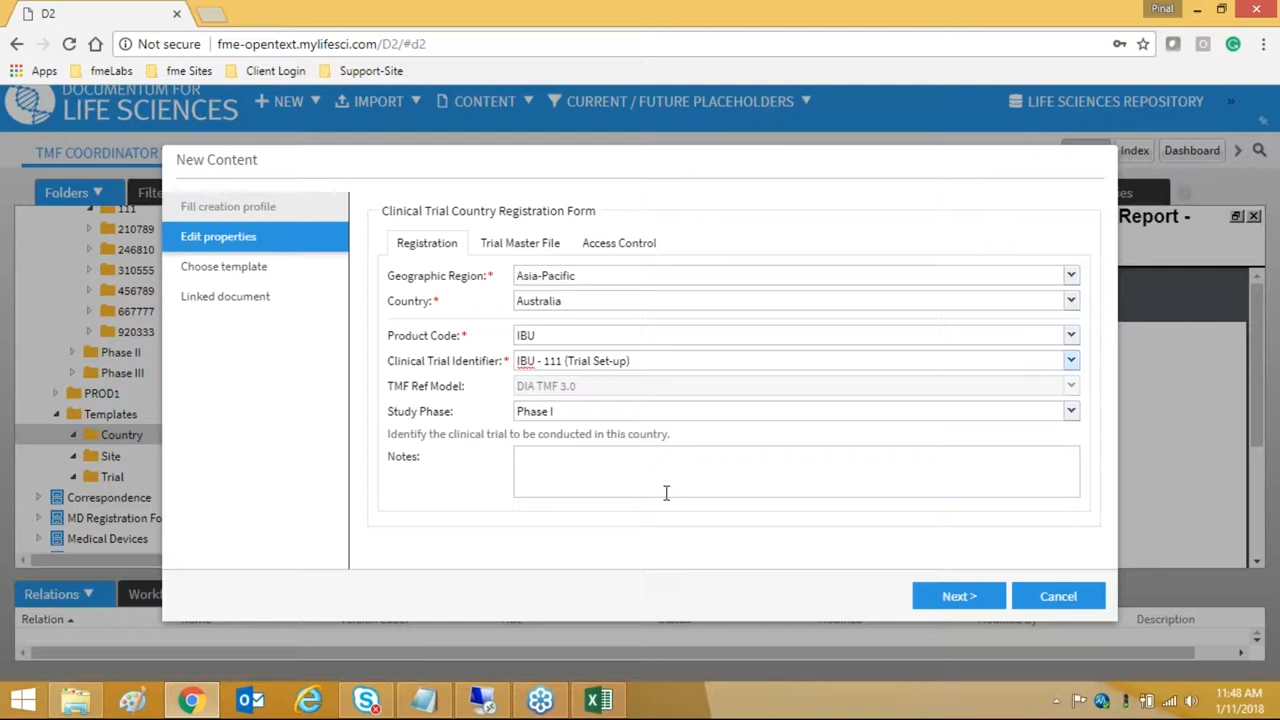 D2
Pinal
Not secure
fme-opentext.mylifesci.com/D2/#d2
Apps
fmeLabs
fme Sites
Client Login
Support-Site
DOCUMENTUM FOR
LIFE SCIENCES
NEW
IMPORT
CONTENT
CURRENT / FUTURE PLACEHOLDERS
LIFE SCIENCES REPOSITORY
TMF COORDINATOR
Index
Dashboard
New Content
Folders
Filte
Report -
111
210789
246810
310555
456789
667777
920333
Phase II
Phase III
PROD1
Templates
Country
Site
Trial
Correspondence
MD Registration Fo
Medical Devices
Fill creation profile
Edit properties
Choose template
Linked document
Clinical Trial Country Registration Form
Registration
Trial Master File
Access Control
Geographic Region:* Asia-Pacific
Country:* Australia
Product Code:* IBU
Clinical Trial Identifier:* IBU - 111 (Trial Set-up)
TMF Ref Model: DIA TMF 3.0
Study Phase: Phase I
Identify the clinical trial to be conducted in this country.
Notes:
Next >
Cancel
Relations
Workf
Relation
Name
Description
11:48 AM
1/11/2018